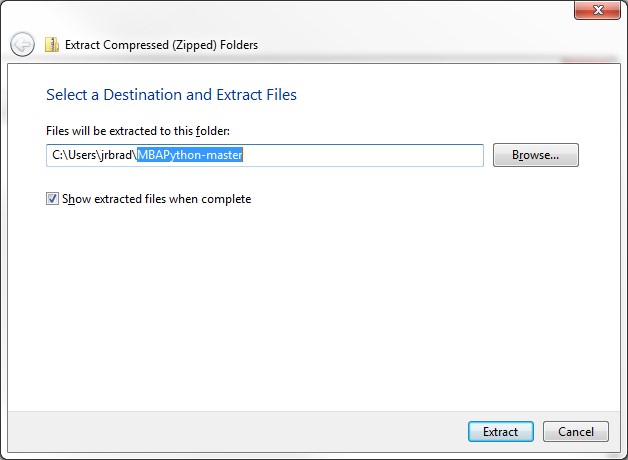 Extract Compressed (Zipped) Folders
Select a Destination and Extract Files
Files will be extracted to this folder:
C:\Users\jrbrad\MBAPython-master
Browse...
Show extracted files when complete
Extract
Cancel